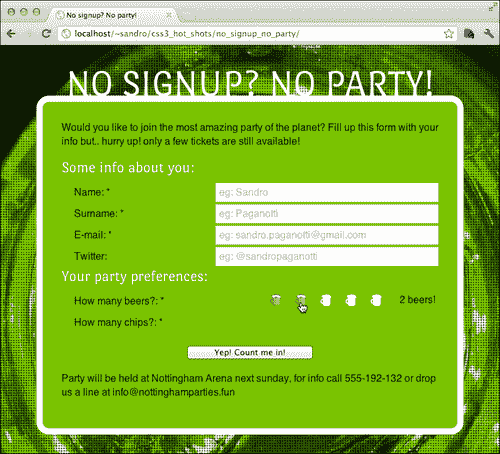 No signup? No party!
localhost/~sandro/css3_hot_shots/no_signup_no_party/
NO SIGNUP? NO PARTY!
Would you like to join the most amazing party of the planet? Fill up this form with your
info but.. hurry up! only a few tickets are still available!
Some info about you:
Name: * eg: Sandro
Surname: * eg: Paganotti
E-mail: * eg: sandro.paganotti@gmail.com
Twitter: eg: @sandropaganotti
Your party preferences:
How many beers?: * 2 beers!
How many chips?: *
Yep! Count me in!
Party will be held at Nottingham Arena next sunday, for info call 555-192-132 or drop
us a line at info@nottinghamparties.fun